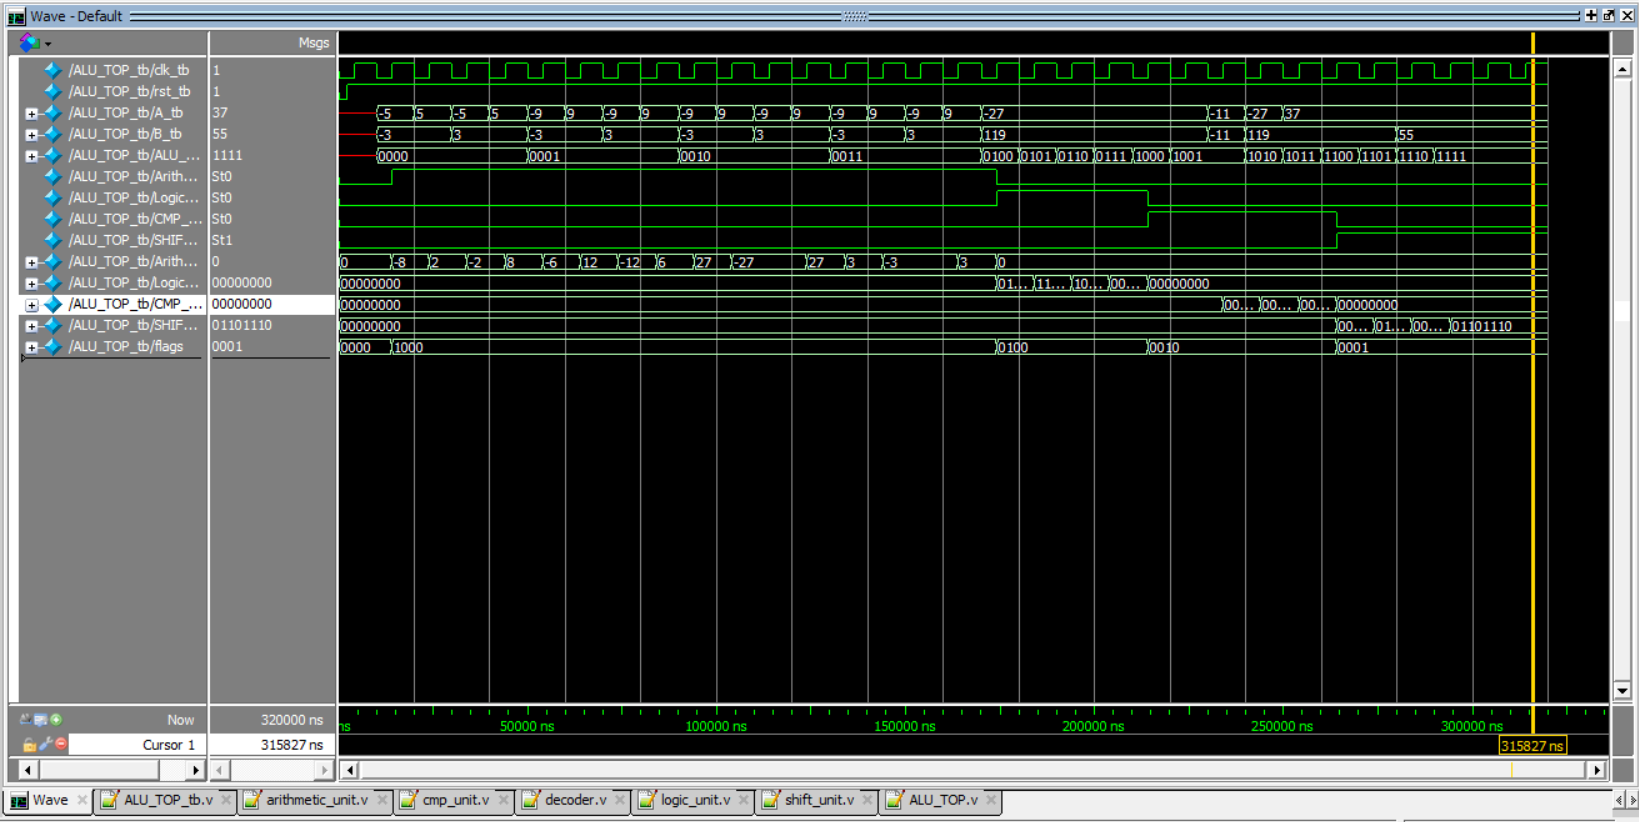 Wave - Default
Msgs
/ALU_TOP_tb/clk_tb 1
/ALU_TOP_tb/rst_tb 1
/ALU_TOP_tb/A_tb 37 -5 5 -5 5 -9 9 -9 9 -9 9 -9 9 -9 9 -9 9 -27 -11 -27 37
/ALU_TOP_tb/B_tb 55 -3 3 -3 3 -3 3 -3 3 119 -11 119 55
/ALU_TOP_tb/ALU_... 1111 0000 0001 0010 0011 0100 0101 0110 0111 1000 1001 1010 1011 1100 1101 1110 1111
/ALU_TOP_tb/Arith... St0
/ALU_TOP_tb/Logic... St0
/ALU_TOP_tb/CMP_... St0
/ALU_TOP_tb/SHIF... St1
/ALU_TOP_tb/Arith... 0 0 -8 2 -2 8 -6 12 -12 6 27 -27 27 3 -3 3 0
/ALU_TOP_tb/Logic... 00000000 00000000 01... 11... 10... 00... 00000000
/ALU_TOP_tb/CMP_... 00000000 00000000 00... 00... 00... 00000000
/ALU_TOP_tb/SHIF... 01101110 00000000 00... 01... 00... 01101110
/ALU_TOP_tb/flags 0001 0000 1000 0100 0010 0001
Now 320000 ns ns 50000 ns 100000 ns 150000 ns 200000 ns 250000 ns 300000 ns
Cursor 1 315827 ns 315827 ns
Wave ALU_TOP_tb.v arithmetic_unit.v cmp_unit.v decoder.v logic_unit.v shift_unit.v ALU_TOP.v